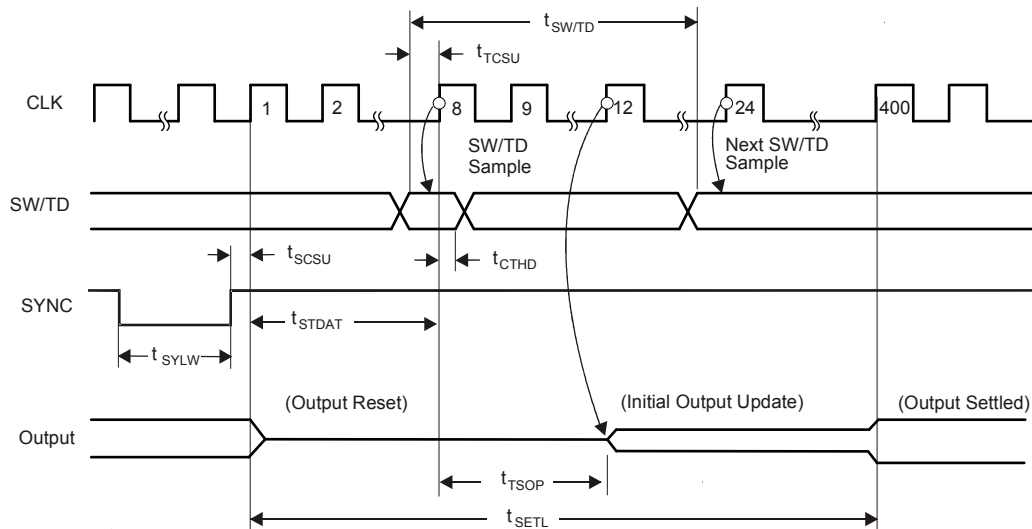 tSW/TD
tTCSU
CLK
1 2 8 9 12 24 400
SW/TD Sample
Next SW/TD Sample
SW/TD
tSCSU
tCTHD
SYNC
tSTDAT
tSYLW
(Output Reset) (Initial Output Update) (Output Settled)
Output
tTSOP
tSETL